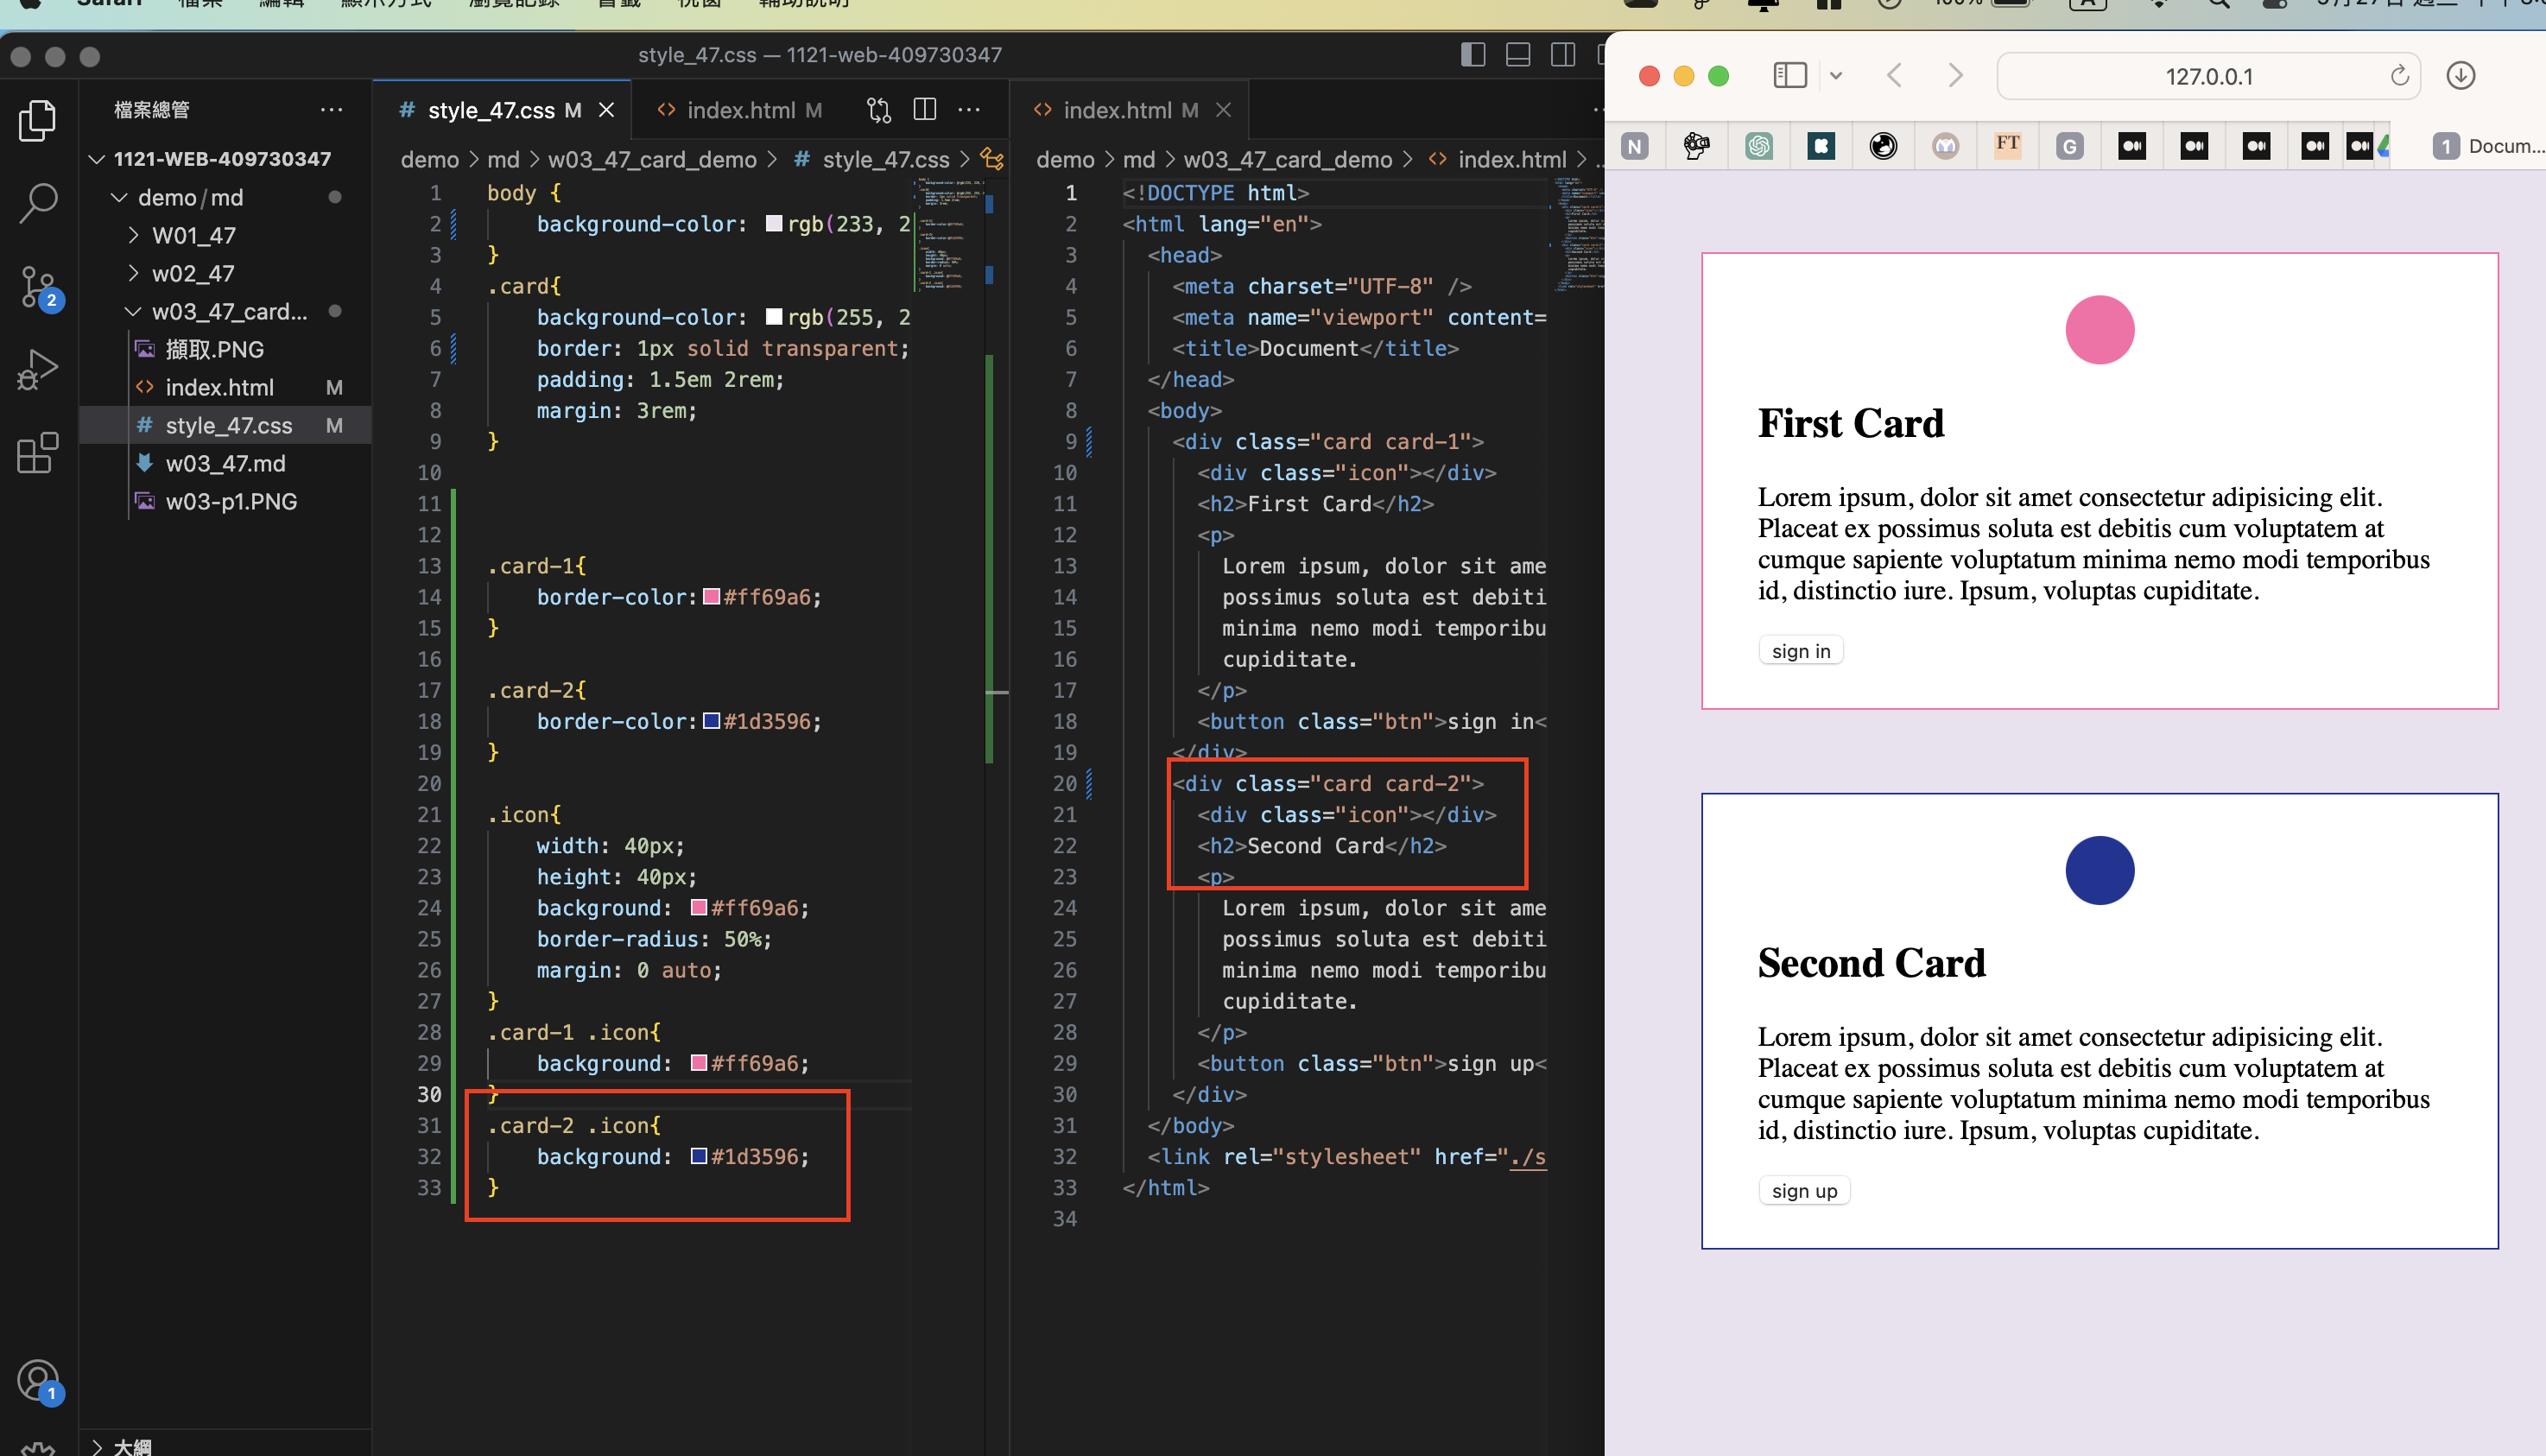 style_47.css — 1121-web-409730347
127.0.0.1
檔案總管
1121-WEB-409730347
demo/md
W01_47
w02_47
w03_47_card...
擷取.PNG
index.html M
style_47.css M
w03_47.md
w03-p1.PNG
大綱
2
1
style_47.css M
index.html M
demo > md > w03_47_card_demo > # style_47.css >
1 body {
2 background-color: rgb(233, 2
3 }
4 .card{
5 background-color: rgb(255, 2
6 border: 1px solid transparent;
7 padding: 1.5em 2rem;
8 margin: 3rem;
9 }
10
11
12
13 .card-1{
14 border-color:#ff69a6;
15 }
16
17 .card-2{
18 border-color:#1d3596;
19 }
20
21 .icon{
22 width: 40px;
23 height: 40px;
24 background: #ff69a6;
25 border-radius: 50%;
26 margin: 0 auto;
27 }
28 .card-1 .icon{
29 background: #ff69a6;
30 }
31 .card-2 .icon{
32 background: #1d3596;
33 }
index.html M
demo > md > w03_47_card_demo > index.html > ..
1 <!DOCTYPE html>
2 <html lang="en">
3 <head>
4 <meta charset="UTF-8" />
5 <meta name="viewport" content=
6 <title>Document</title>
7 </head>
8 <body>
9 <div class="card card-1">
10 <div class="icon"></div>
11 <h2>First Card</h2>
12 <p>
13 Lorem ipsum, dolor sit ame
14 possimus soluta est debiti
15 minima nemo modi temporibu
16 cupiditate.
17 </p>
18 <button class="btn">sign in<
19 </div>
20 <div class="card card-2">
21 <div class="icon"></div>
22 <h2>Second Card</h2>
23 <p>
24 Lorem ipsum, dolor sit ame
25 possimus soluta est debiti
26 minima nemo modi temporibu
27 cupiditate.
28 </p>
29 <button class="btn">sign up<
30 </div>
31 </body>
32 <link rel="stylesheet" href="./s
33 </html>
34
N FT G 1 Docum...
First Card
Lorem ipsum, dolor sit amet consectetur adipisicing elit.
Placeat ex possimus soluta est debitis cum voluptatem at
cumque sapiente voluptatum minima nemo modi temporibus
id, distinctio iure. Ipsum, voluptas cupiditate.
sign in
Second Card
Lorem ipsum, dolor sit amet consectetur adipisicing elit.
Placeat ex possimus soluta est debitis cum voluptatem at
cumque sapiente voluptatum minima nemo modi temporibus
id, distinctio iure. Ipsum, voluptas cupiditate.
sign up